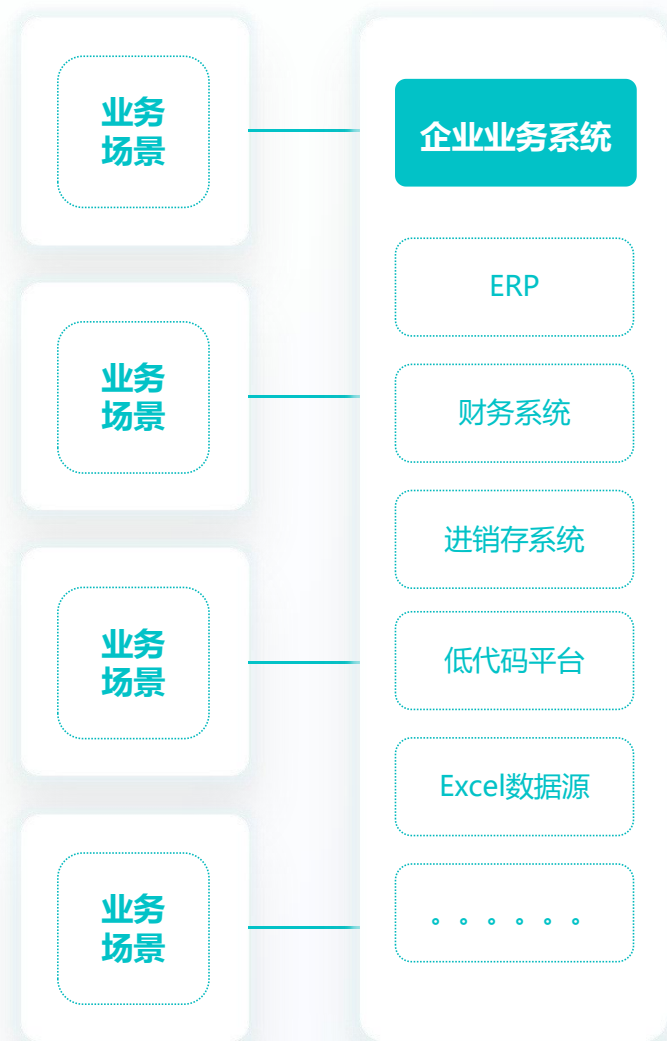 业务
场景
业务
场景
业务
场景
业务
场景
企业业务系统
ERP
财务系统
进销存系统
低代码平台
Excel数据源
。。。。。。